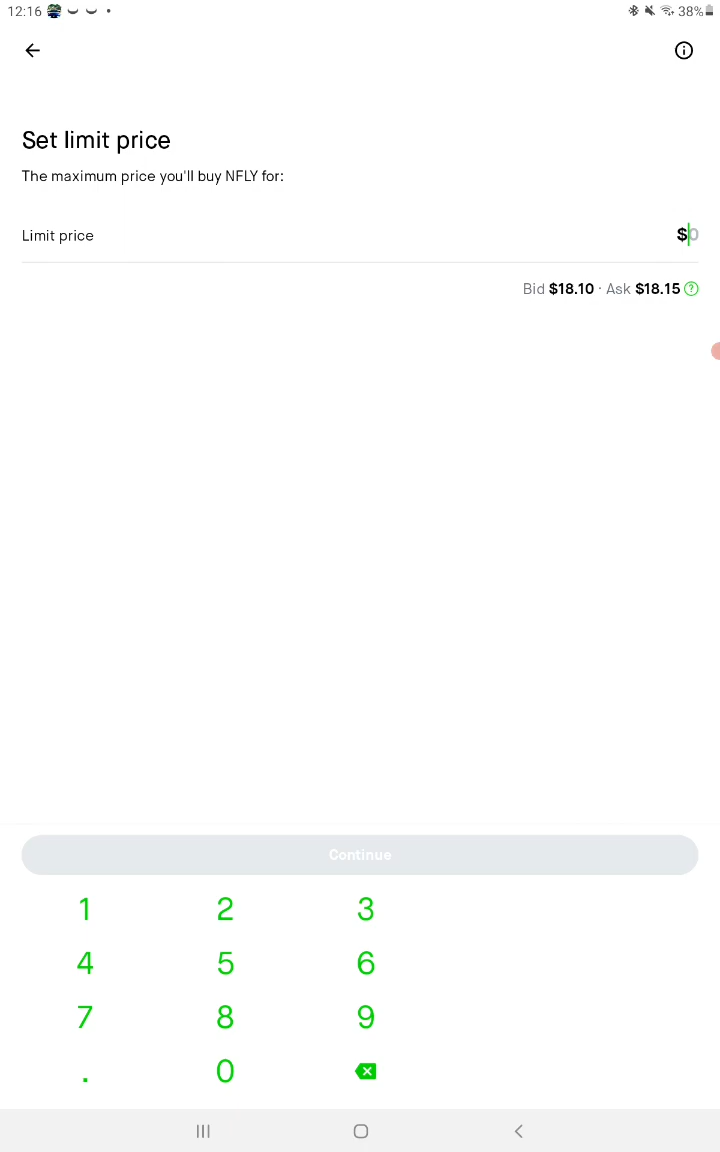 12:16 38%
Set limit price
The maximum price you'll buy NFLY for:
Limit price $0
Bid $18.10 · Ask $18.15 ?
Continue
1 2 3
4 5 6
7 8 9
. 0